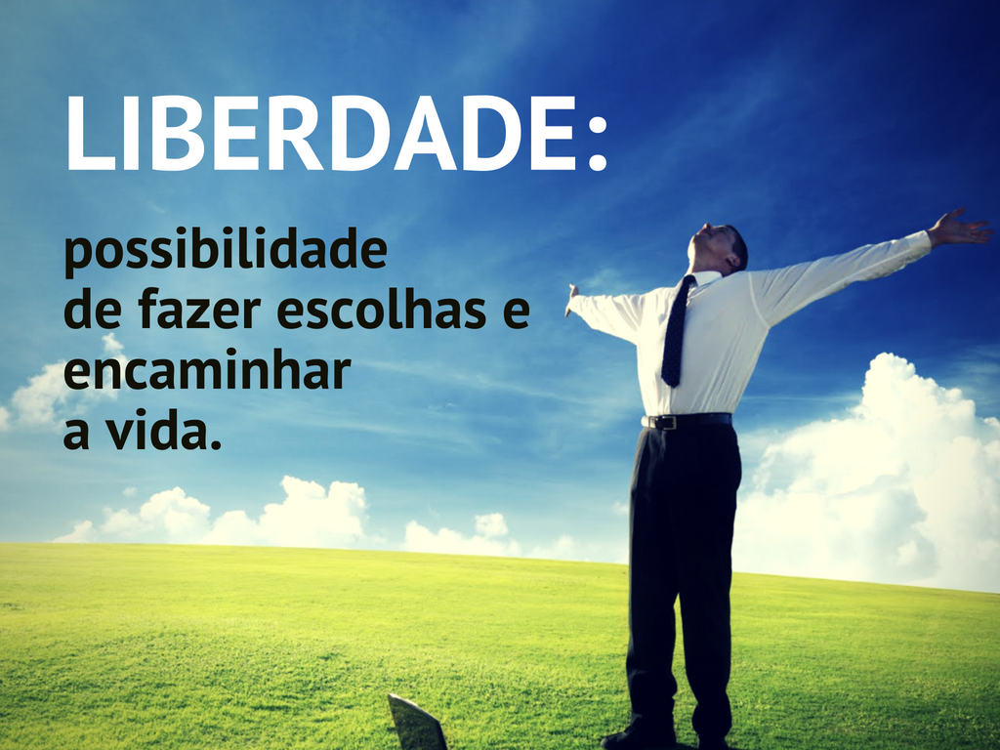 LIBERDADE:
possibilidade
de fazer escolhas e
encaminhar
a vida.